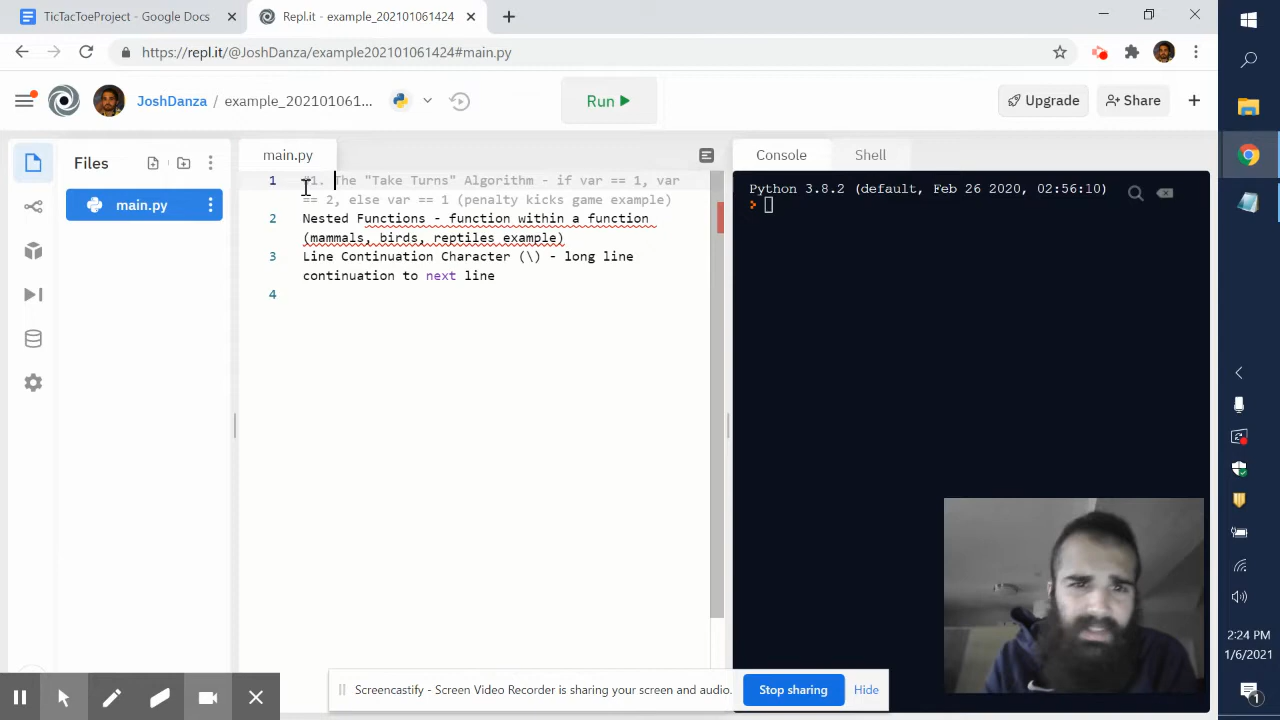 TicTacToeProject - Google Docs
Repl.it - example_202101061424
https://repl.it/@JoshDanza/example202101061424#main.py
JoshDanza / example_202101061...
Run
Upgrade
Share
Files
main.py
main.py
Console
Shell
1 #1. The "Take Turns" Algorithm - if var == 1, var
== 2, else var == 1 (penalty kicks game example)
2 Nested Functions - function within a function
(mammals, birds, reptiles example)
3 Line Continuation Character (\) - long line
continuation to next line
4
Python 3.8.2 (default, Feb 26 2020, 02:56:10)
Screencastify - Screen Video Recorder is sharing your screen and audio.
Stop sharing
Hide
2:24 PM
1/6/2021
1